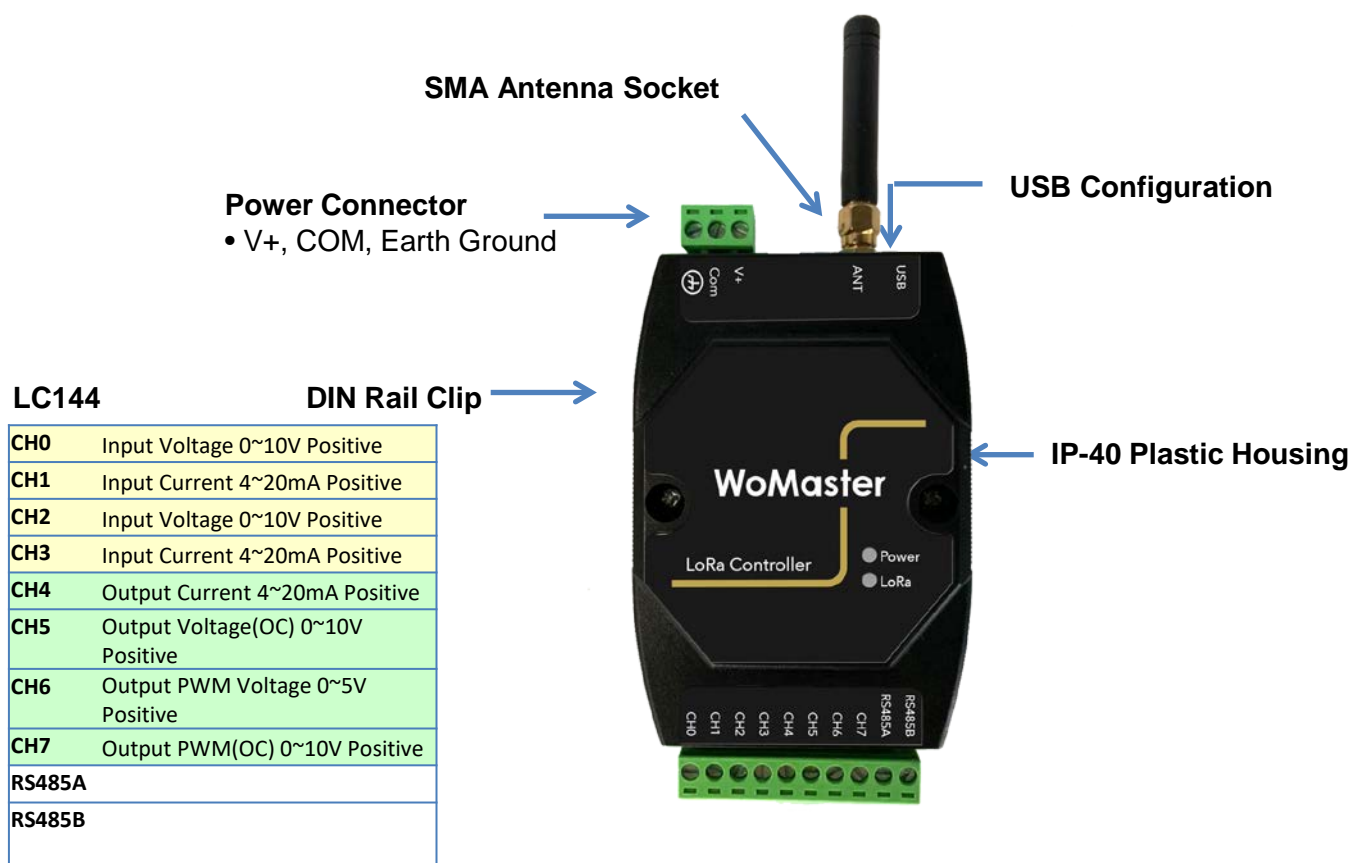 SMA Antenna Socket
USB Configuration
Power Connector
• V+, COM, Earth Ground
Com
V+
ANT
USB
LC144
DIN Rail Clip
CH0 Input Voltage 0~10V Positive
CH1 Input Current 4~20mA Positive
CH2 Input Voltage 0~10V Positive
CH3 Input Current 4~20mA Positive
CH4 Output Current 4~20mA Positive
CH5 Output Voltage(OC) 0~10V
Positive
CH6 Output PWM Voltage 0~5V
Positive
CH7 Output PWM(OC) 0~10V Positive
RS485A
RS485B
IP-40 Plastic Housing
WoMaster
LoRa Controller
Power
LoRa
CH0
CH1
CH2
CH3
CH4
CH5
CH6
CH7
RS485A
RS485B